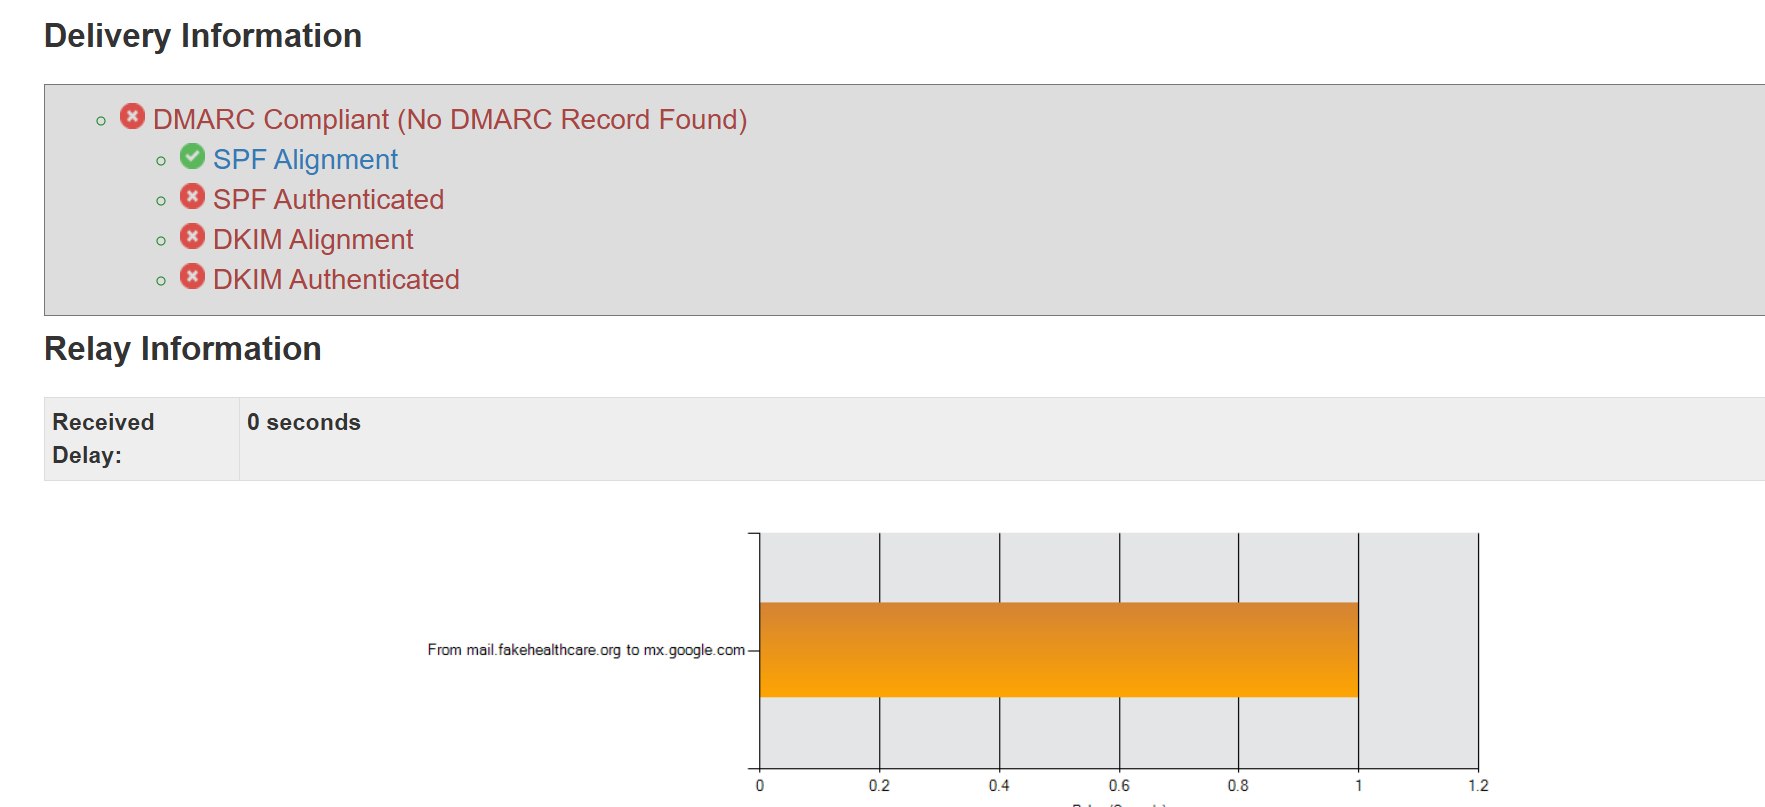 Delivery Information
DMARC Compliant (No DMARC Record Found)
SPF Alignment
SPF Authenticated
DKIM Alignment
DKIM Authenticated
Relay Information
Received Delay:
0 seconds
From mail.fakehealthcare.org to mx.google.com
0 0.2 0.4 0.6 0.8 1 1.2